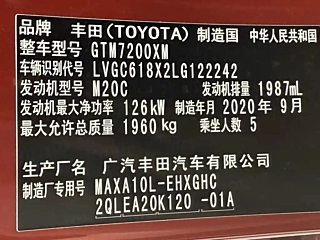 品牌 丰田(TOYOTA) 制造国 中华人民共和国
整车型号 GTM7200XM
车辆识别代号 LVGC618X2LG122242
发动机型号 M20C 发动机排量 1987mL
发动机最大净功率 126kW 制造年月 2020年9月
最大允许总质量 1960kg 乘坐人数 5
生产厂 广汽丰田汽车有限公司
制造厂专用号 MAXA10L-EHXGHC
2QLEA20K120 -01A